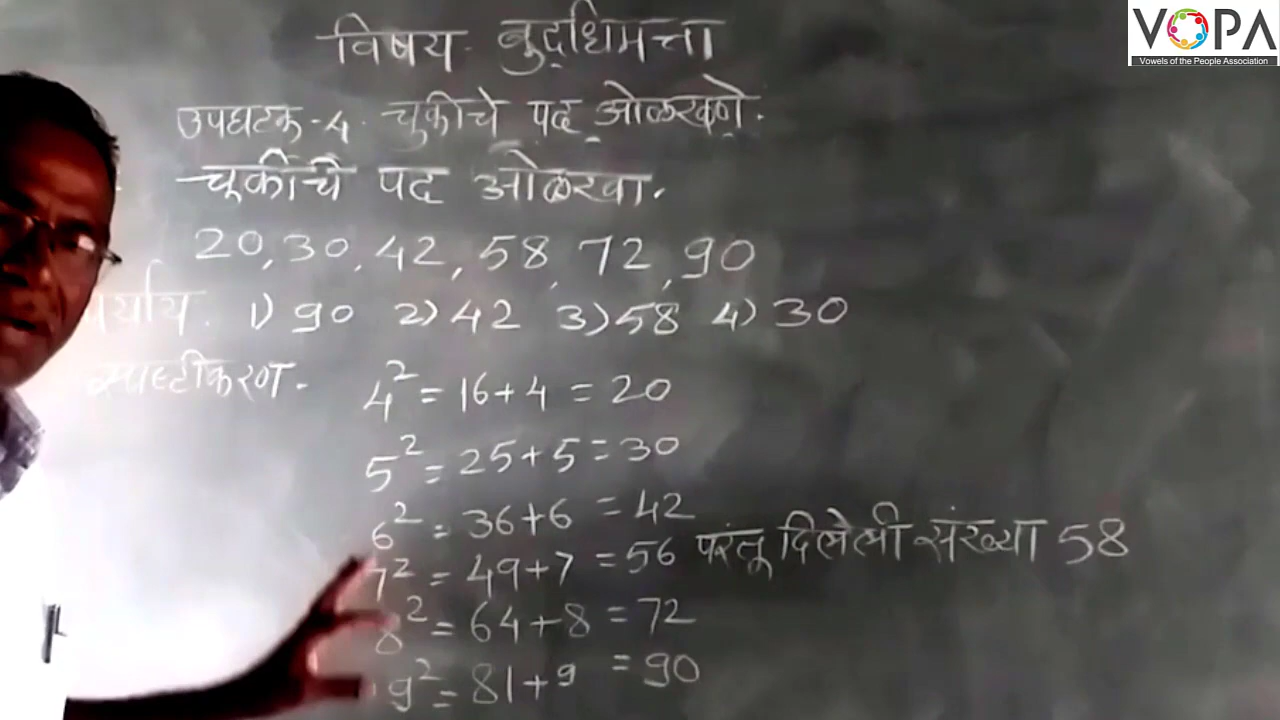 VOPA
Vowels of the People Association
विषय - बुद्धिमत्ता
उपघटक - 4. चुकीचे पद ओळखणे.
चूकीचे पद ओळखा.
20, 30, 42, 58, 72, 90
पर्याय. 1) 90 2) 42 3) 58 4) 30
स्पष्टीकरण.
4² = 16+4 = 20
5² = 25+5 = 30
6² = 36+6 = 42
7² = 49+7 = 56 परंतू दिलेली संख्या 58
8² = 64+8 = 72
9² = 81+9 = 90